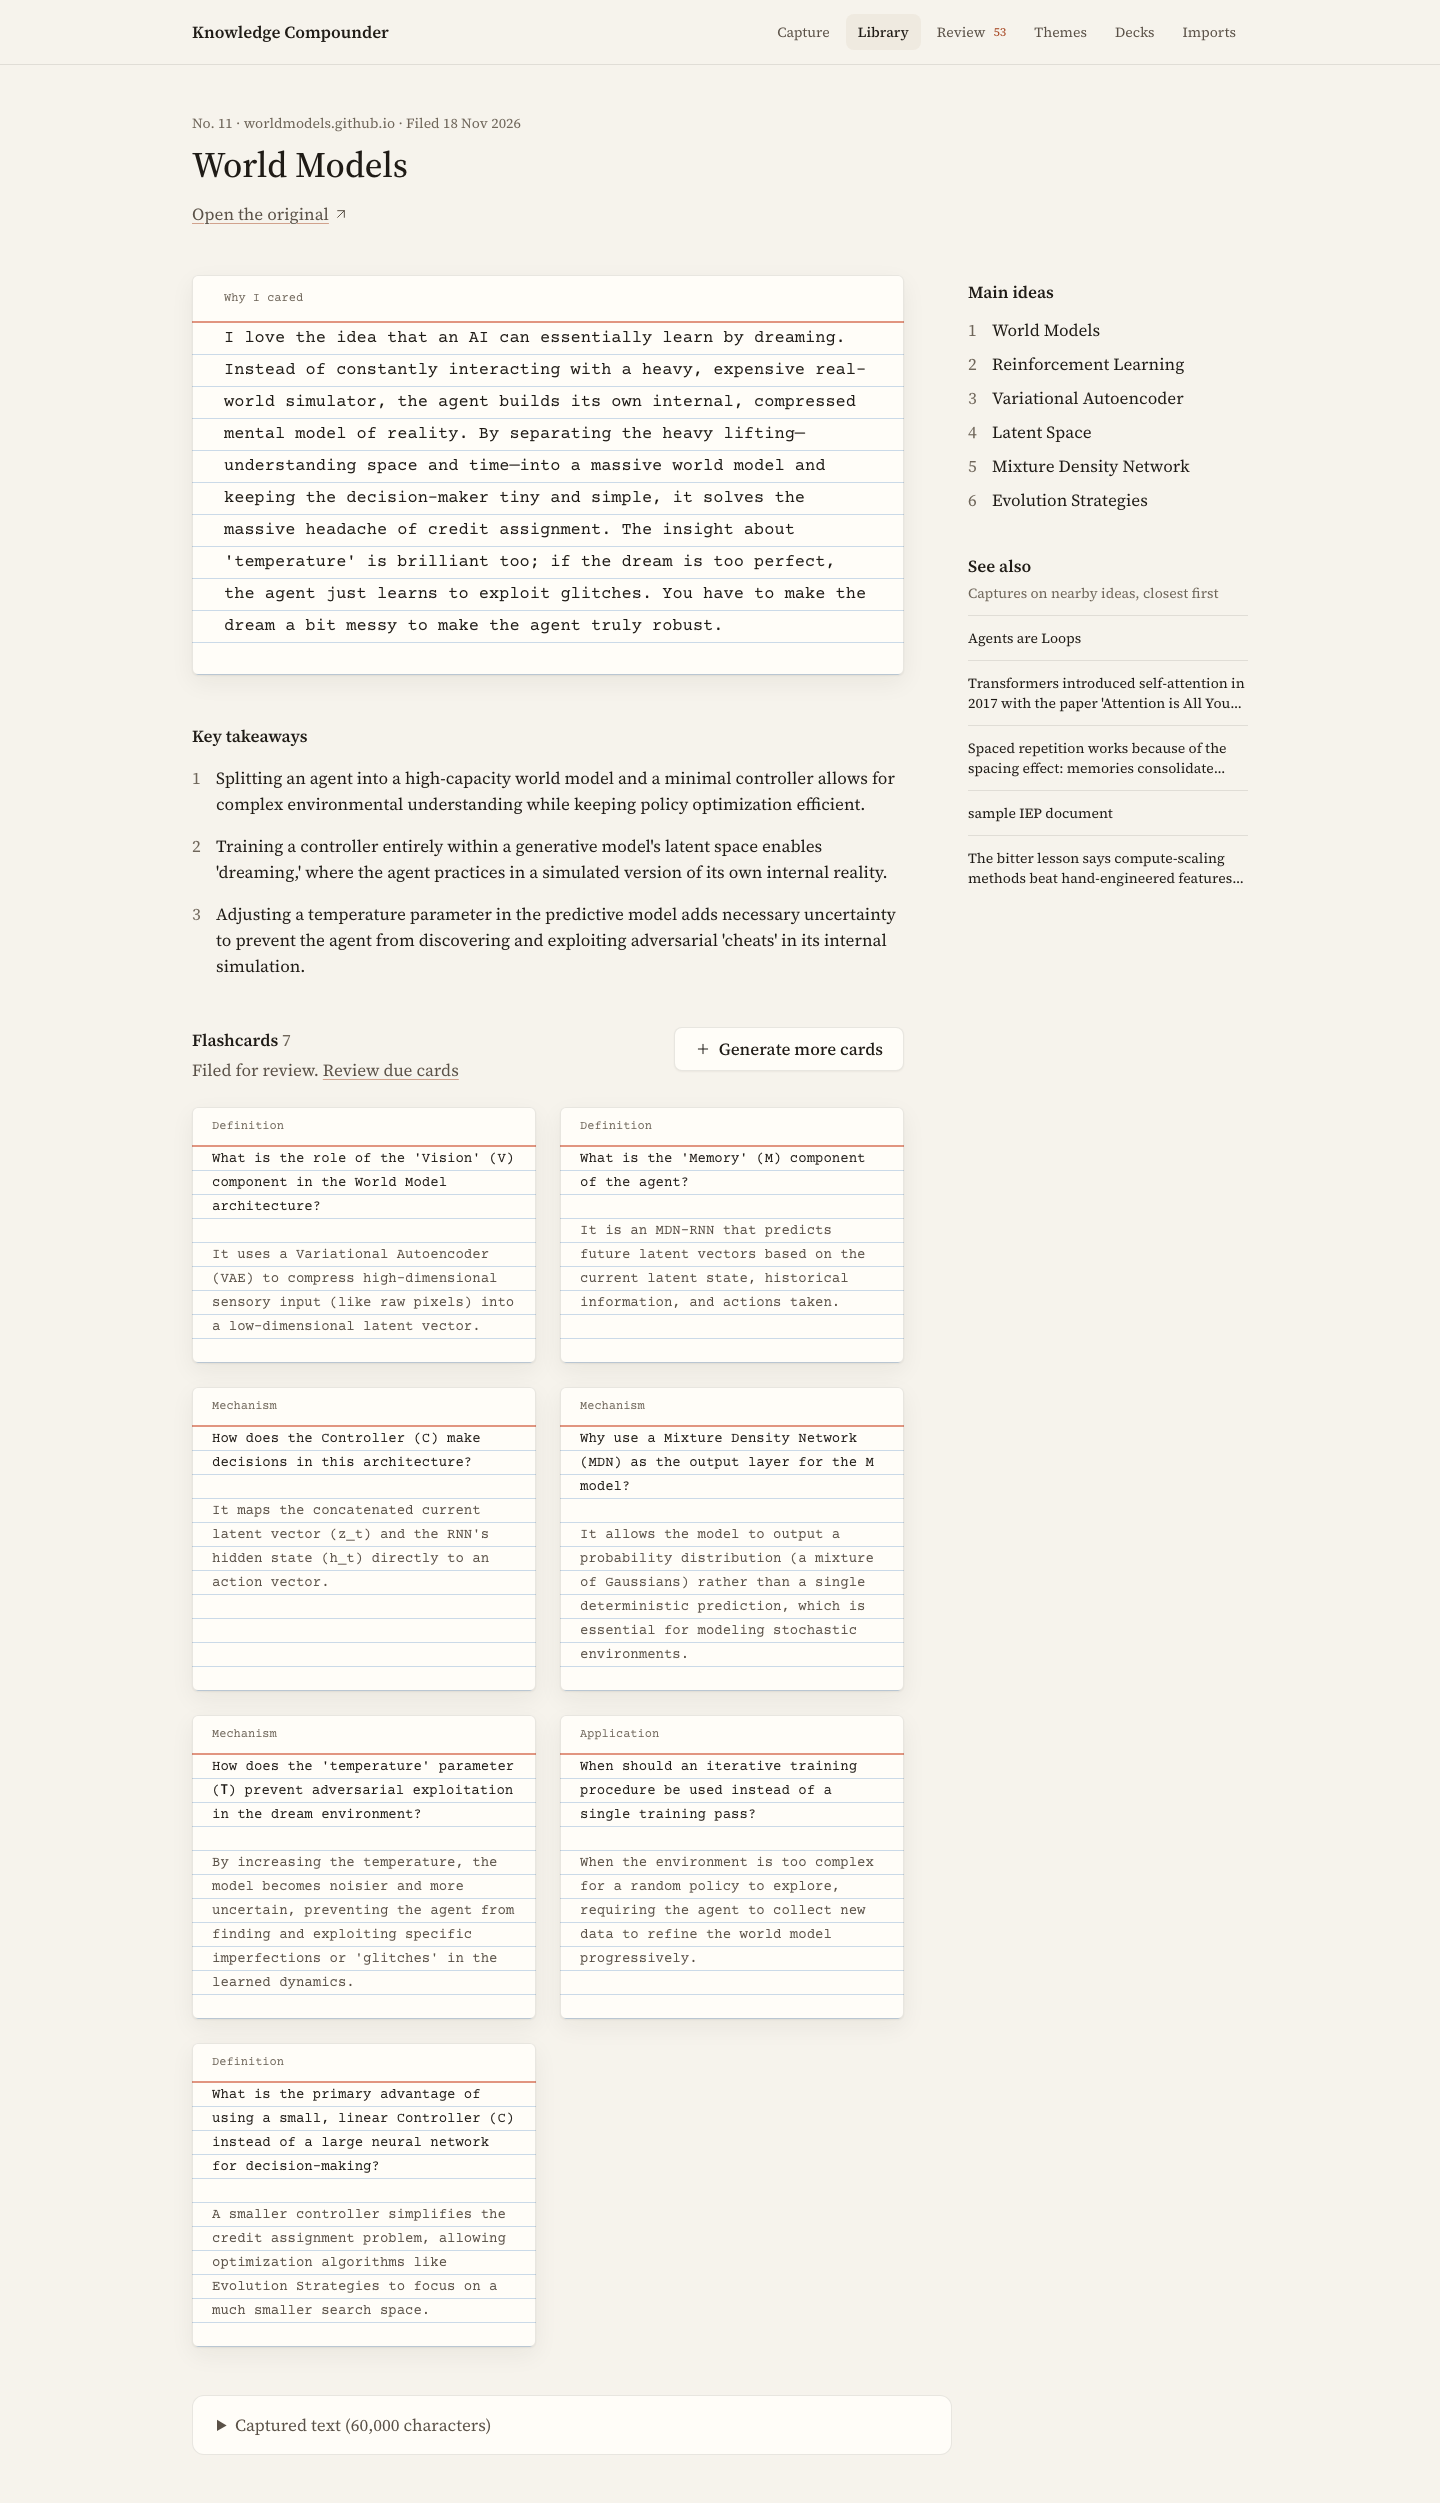 Knowledge Compounder
Capture
Library
Review 53
Themes
Decks
Imports
No. 11 · worldmodels.github.io · Filed 18 Nov 2026
World Models
Open the original ↗
Why I cared
I love the idea that an AI can essentially learn by dreaming.
Instead of constantly interacting with a heavy, expensive real-
world simulator, the agent builds its own internal, compressed
mental model of reality. By separating the heavy lifting—
understanding space and time—into a massive world model and
keeping the decision-maker tiny and simple, it solves the
massive headache of credit assignment. The insight about
'temperature' is brilliant too; if the dream is too perfect,
the agent just learns to exploit glitches. You have to make the
dream a bit messy to make the agent truly robust.
Main ideas
1 World Models
2 Reinforcement Learning
3 Variational Autoencoder
4 Latent Space
5 Mixture Density Network
6 Evolution Strategies
See also
Captures on nearby ideas, closest first
Agents are Loops
Transformers introduced self-attention in
2017 with the paper 'Attention is All You...
Spaced repetition works because of the
spacing effect: memories consolidate...
sample IEP document
The bitter lesson says compute-scaling
methods beat hand-engineered features...
Key takeaways
1 Splitting an agent into a high-capacity world model and a minimal controller allows for
complex environmental understanding while keeping policy optimization efficient.
2 Training a controller entirely within a generative model's latent space enables
'dreaming,' where the agent practices in a simulated version of its own internal reality.
3 Adjusting a temperature parameter in the predictive model adds necessary uncertainty
to prevent the agent from discovering and exploiting adversarial 'cheats' in its internal
simulation.
Flashcards 7
Filed for review. Review due cards
+ Generate more cards
Definition
What is the role of the 'Vision' (V)
component in the World Model
architecture?
It uses a Variational Autoencoder
(VAE) to compress high-dimensional
sensory input (like raw pixels) into
a low-dimensional latent vector.
Definition
What is the 'Memory' (M) component
of the agent?
It is an MDN-RNN that predicts
future latent vectors based on the
current latent state, historical
information, and actions taken.
Mechanism
How does the Controller (C) make
decisions in this architecture?
It maps the concatenated current
latent vector (z_t) and the RNN's
hidden state (h_t) directly to an
action vector.
Mechanism
Why use a Mixture Density Network
(MDN) as the output layer for the M
model?
It allows the model to output a
probability distribution (a mixture
of Gaussians) rather than a single
deterministic prediction, which is
essential for modeling stochastic
environments.
Mechanism
How does the 'temperature' parameter
(Τ) prevent adversarial exploitation
in the dream environment?
By increasing the temperature, the
model becomes noisier and more
uncertain, preventing the agent from
finding and exploiting specific
imperfections or 'glitches' in the
learned dynamics.
Application
When should an iterative training
procedure be used instead of a
single training pass?
When the environment is too complex
for a random policy to explore,
requiring the agent to collect new
data to refine the world model
progressively.
Definition
What is the primary advantage of
using a small, linear Controller (C)
instead of a large neural network
for decision-making?
A smaller controller simplifies the
credit assignment problem, allowing
optimization algorithms like
Evolution Strategies to focus on a
much smaller search space.
Captured text (60,000 characters)